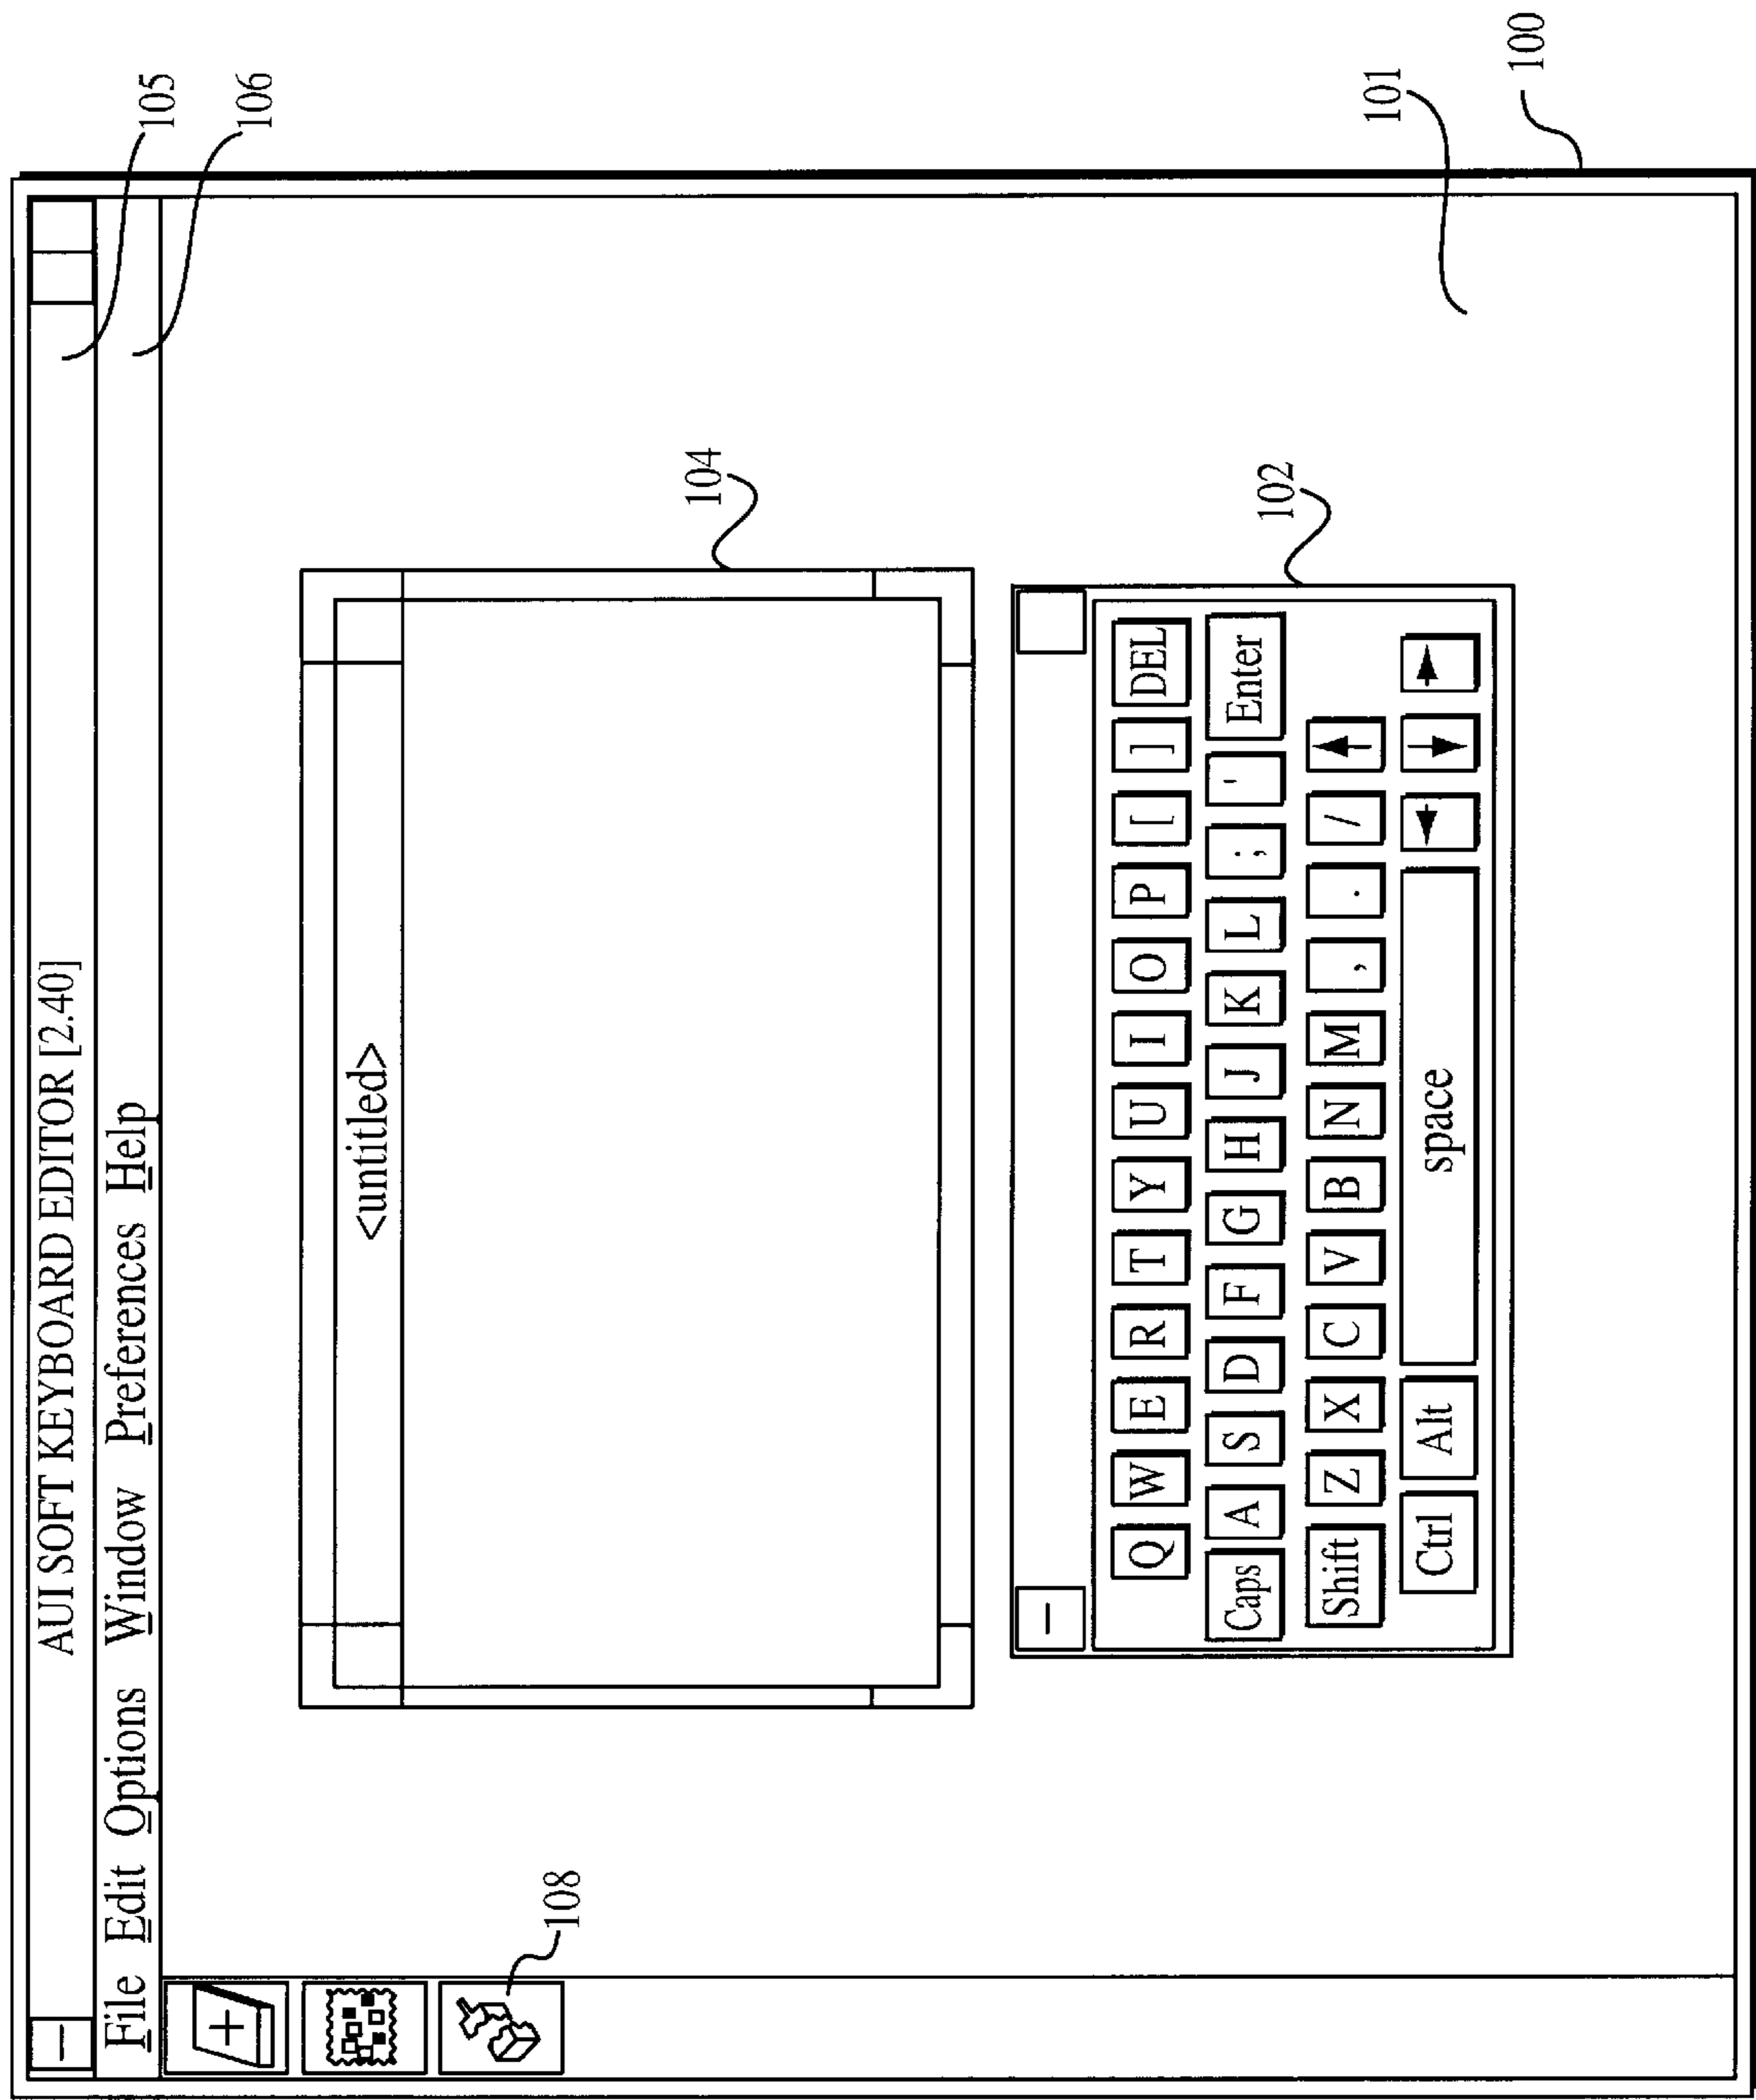 AUI SOFT KEYBOARD EDITOR [2.40]
105
File Edit Options Window Preferences Help
106
108
<untitled>
104
102
Q W E R T Y U I O P [ ] DEL
Caps A S D F G H J K L ; ' Enter
Shift Z X C V B N M , . /
Ctrl Alt space
101
100